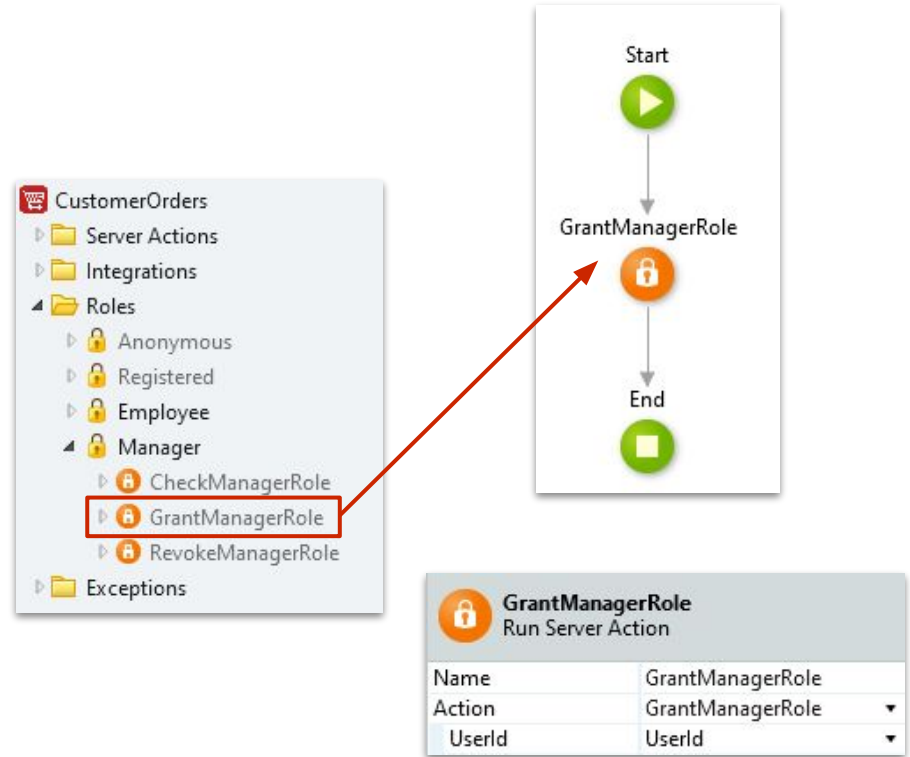 CustomerOrders
Server Actions
Integrations
Roles
Anonymous
Registered
Employee
Manager
CheckManagerRole
GrantManagerRole
RevokeManagerRole
Exceptions
Start
GrantManagerRole
End
GrantManagerRole
Run Server Action
Name GrantManagerRole
Action GrantManagerRole
UserId UserId